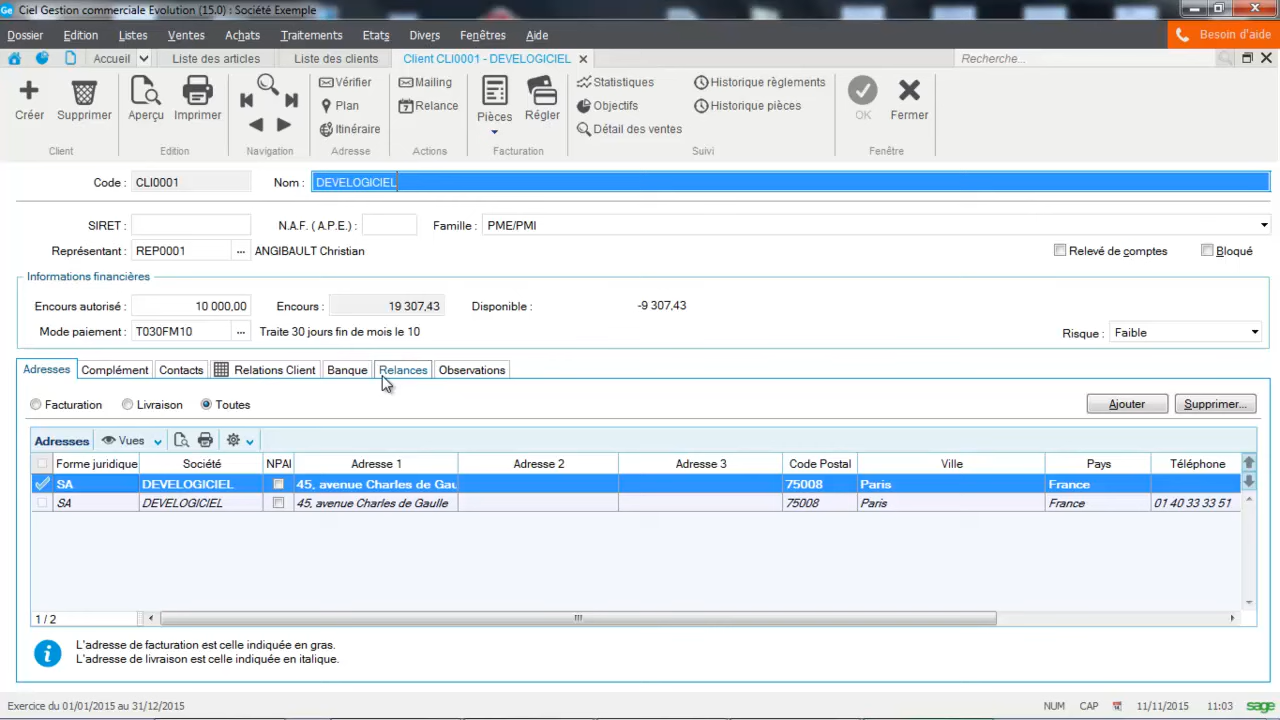 Ge Ciel Gestion commerciale Evolution (15.0) : Société Exemple
Dossier Edition Listes Ventes Achats Traitements Etats Divers Fenêtres Aide Besoin d'aide
Accueil Liste des articles Liste des clients Client CLI0001 - DEVELOGICIEL Recherche...
Créer Supprimer Aperçu Imprimer Pièces Régler OK Fermer
Vérifier Mailing Statistiques Historique règlements
Plan Relance Objectifs Historique pièces
Itinéraire Détail des ventes
Client Edition Navigation Adresse Actions Facturation Suivi Fenêtre
Code : CLI0001 Nom : DEVELOGICIEL
SIRET : N.A.F. ( A.P.E.) : Famille : PME/PMI
Représentant : REP0001 ... ANGIBAULT Christian Relevé de comptes Bloqué
Informations financières
Encours autorisé : 10 000,00 Encours : 19 307,43 Disponible : -9 307,43
Mode paiement : T030FM10 ... Traite 30 jours fin de mois le 10 Risque : Faible
Adresses Complément Contacts Relations Client Banque Relances Observations
Facturation Livraison Toutes Ajouter Supprimer...
Adresses Vues
Forme juridique Société NPAI Adresse 1 Adresse 2 Adresse 3 Code Postal Ville Pays Téléphone
SA DEVELOGICIEL 45, avenue Charles de Gau 75008 Paris France
SA DEVELOGICIEL 45, avenue Charles de Gaulle 75008 Paris France 01 40 33 33 51
1 / 2
L'adresse de facturation est celle indiquée en gras.
L'adresse de livraison est celle indiquée en italique.
Exercice du 01/01/2015 au 31/12/2015 NUM CAP 11/11/2015 11:03 sage